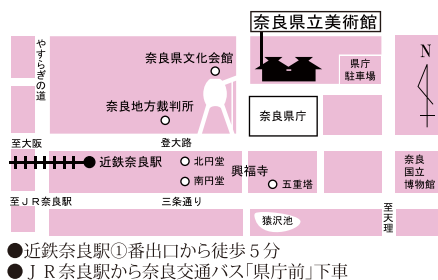 奈良県立美術館
やすらぎの道
奈良県文化会館
県庁
駐車場
N
奈良地方裁判所
奈良県庁
至大阪
登大路
近鉄奈良駅
北円堂
興福寺
奈良
国立
博物館
南円堂
五重塔
至JR奈良駅
三条通り
至天理
猿沢池
●近鉄奈良駅①番出口から徒歩5分
●JR奈良駅から奈良交通バス「県庁前」下車